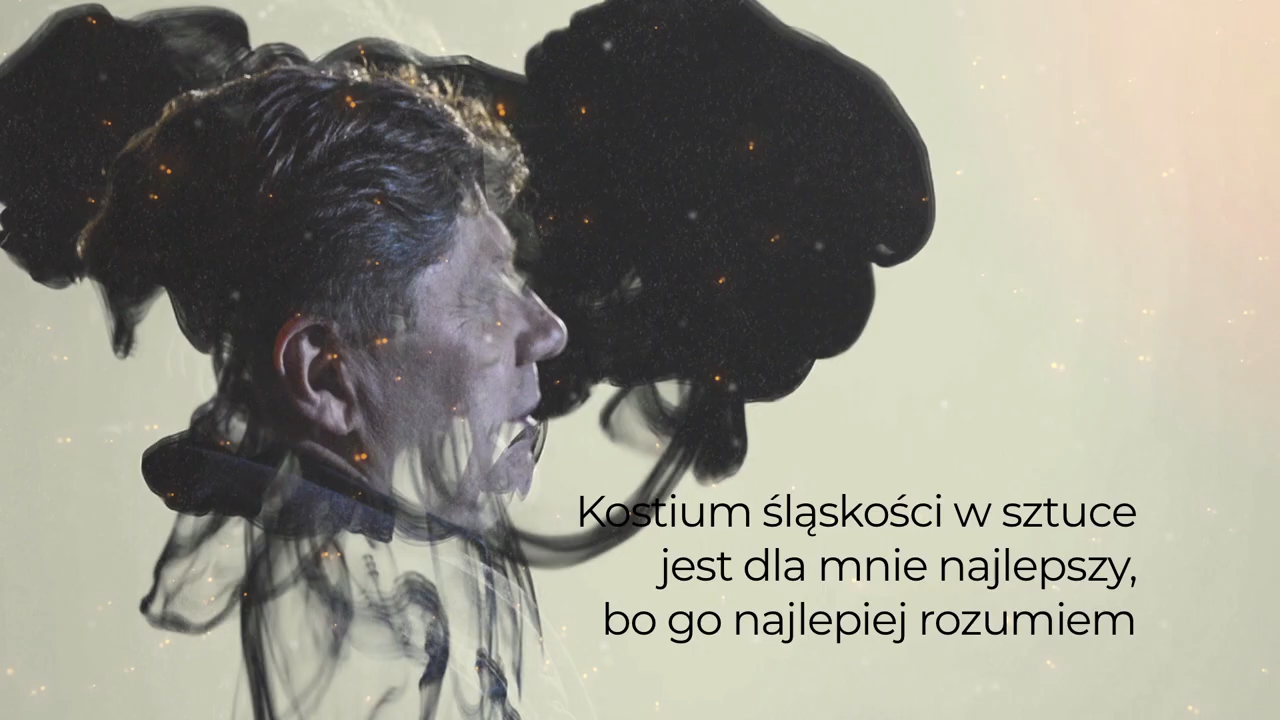 Kostium śląskości w sztuce
jest dla mnie najlepszy,
bo go najlepiej rozumiem